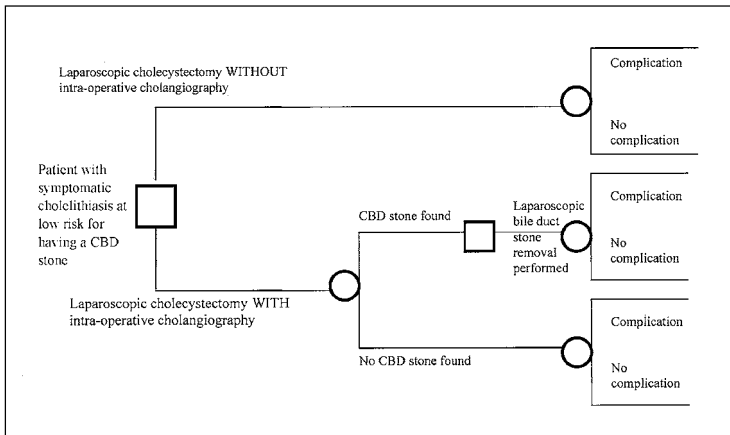 Laparoscopic cholecystectomy WITHOUT
intra-operative cholangiography
Complication
No
complication
Patient with
symptomatic
cholelithiasis at
low risk for
having a CBD
stone
CBD stone found
Laparoscopic
bile duct
stone
removal
performed
Complication
No
complication
Laparoscopic cholecystectomy WITH
intra-operative cholangiography
No CBD stone found
Complication
No
complication